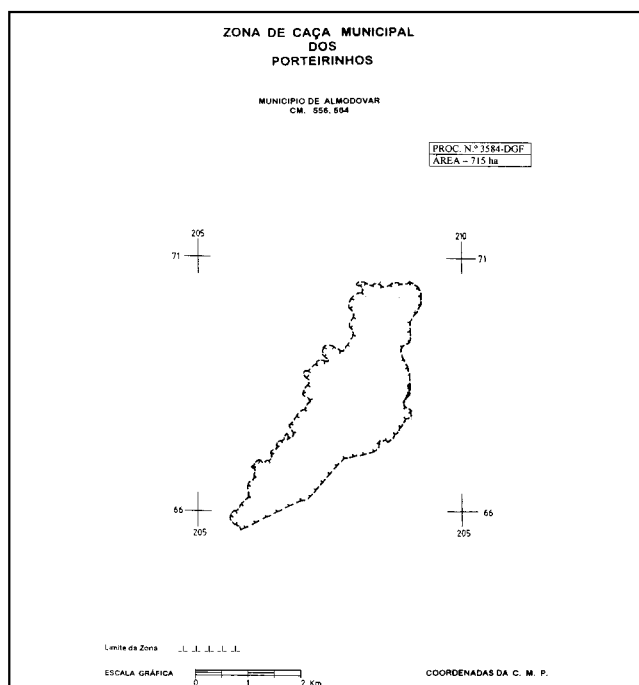 ZONA DE CAÇA MUNICIPAL
DOS
PORTEIRINHOS
MUNICIPIO DE ALMODOVAR
CM. 556, 564
PROC. N.º 3584-DGF
ÁREA – 715 ha
205
71
210
71
66
205
66
205
Limite da Zona
ESCALA GRÁFICA
0 1 2 Km
COORDENADAS DA C. M. P.